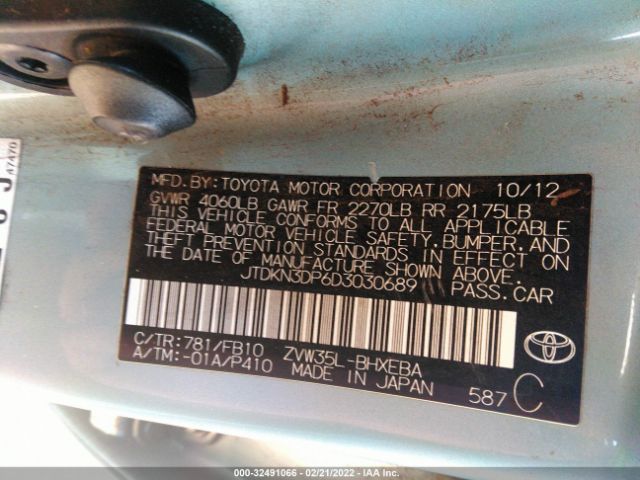 MFD. BY: TOYOTA MOTOR CORPORATION 10/12
GVWR 4060LB GAWR FR 2270LB RR 2175LB
THIS VEHICLE CONFORMS TO ALL APPLICABLE
FEDERAL MOTOR VEHICLE SAFETY, BUMPER, AND
THEFT PREVENTION STANDARDS IN EFFECT ON
THE DATE OF MANUFACTURE SHOWN ABOVE.
JTDKN3DP6D3030689 PASS. CAR
C/TR: 781/FB10 ZVW35L-BHXEBA
A/TM: -01A/P410 MADE IN JAPAN
587 C
47470
000-32491066 - 02/21/2022 - IAA Inc.